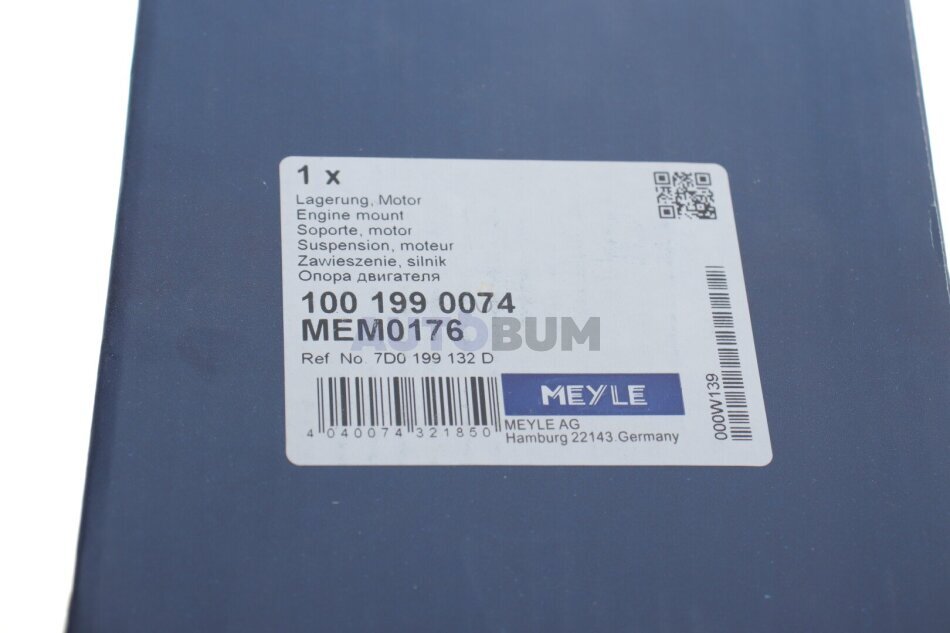 1 x
Lagerung, Motor
Engine mount
Soporte, motor
Suspension, moteur
Zawieszenie, silnik
Опора двигателя
100 199 0074
MEM0176
AUTOBUM
Ref. No. 7D0 199 132 D
MEYLE
4 040074 321850
MEYLE AG
Hamburg 22143.Germany
000W139